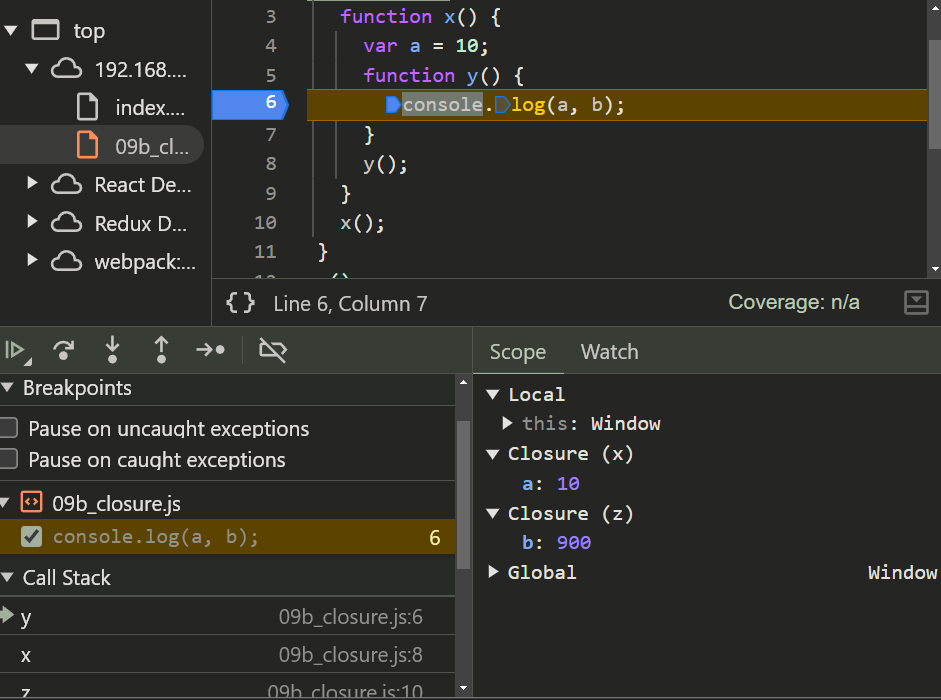 top
192.168....
index....
09b_cl...
React De...
Redux D...
webpack:...
3 function x() {
4 var a = 10;
5 function y() {
6 console.log(a, b);
7 }
8 y();
9 }
10 x();
11 }
{} Line 6, Column 7 Coverage: n/a
Breakpoints
Pause on uncaught exceptions
Pause on caught exceptions
09b_closure.js
console.log(a, b); 6
Call Stack
y 09b_closure.js:6
x 09b_closure.js:8
z 09b_closure.js:10
Scope Watch
Local
this: Window
Closure (x)
a: 10
Closure (z)
b: 900
Global Window